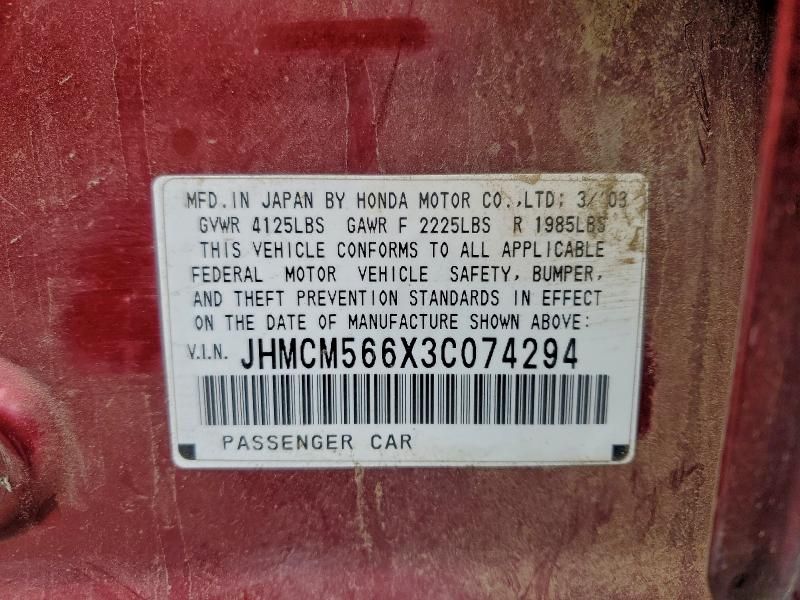 MFD. IN JAPAN BY HONDA MOTOR CO.,LTD; 3/ 03
GVWR 4125LBS GAWR F 2225LBS R 1985LBS
THIS VEHICLE CONFORMS TO ALL APPLICABLE
FEDERAL MOTOR VEHICLE SAFETY, BUMPER,
AND THEFT PREVENTION STANDARDS IN EFFECT
ON THE DATE OF MANUFACTURE SHOWN ABOVE:
V.I.N. JHMCM566X3C074294
PASSENGER CAR